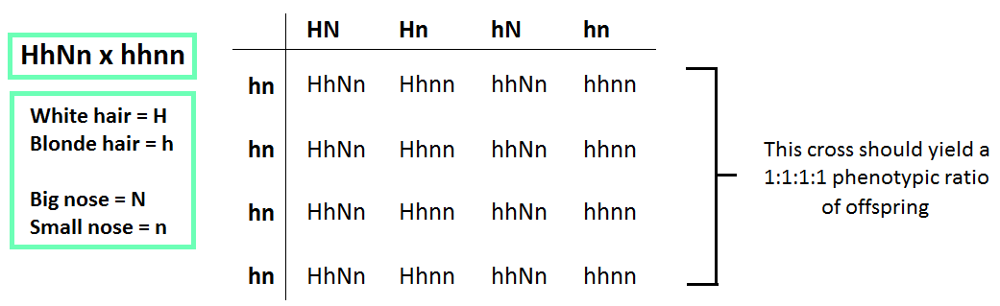 HhNn x hhnn
White hair = H
Blonde hair = h
Big nose = N
Small nose = n
HN Hn hN hn
hn HhNn Hhnn hhNn hhnn
hn HhNn Hhnn hhNn hhnn
hn HhNn Hhnn hhNn hhnn
hn HhNn Hhnn hhNn hhnn
This cross should yield a
1:1:1:1 phenotypic ratio
of offspring